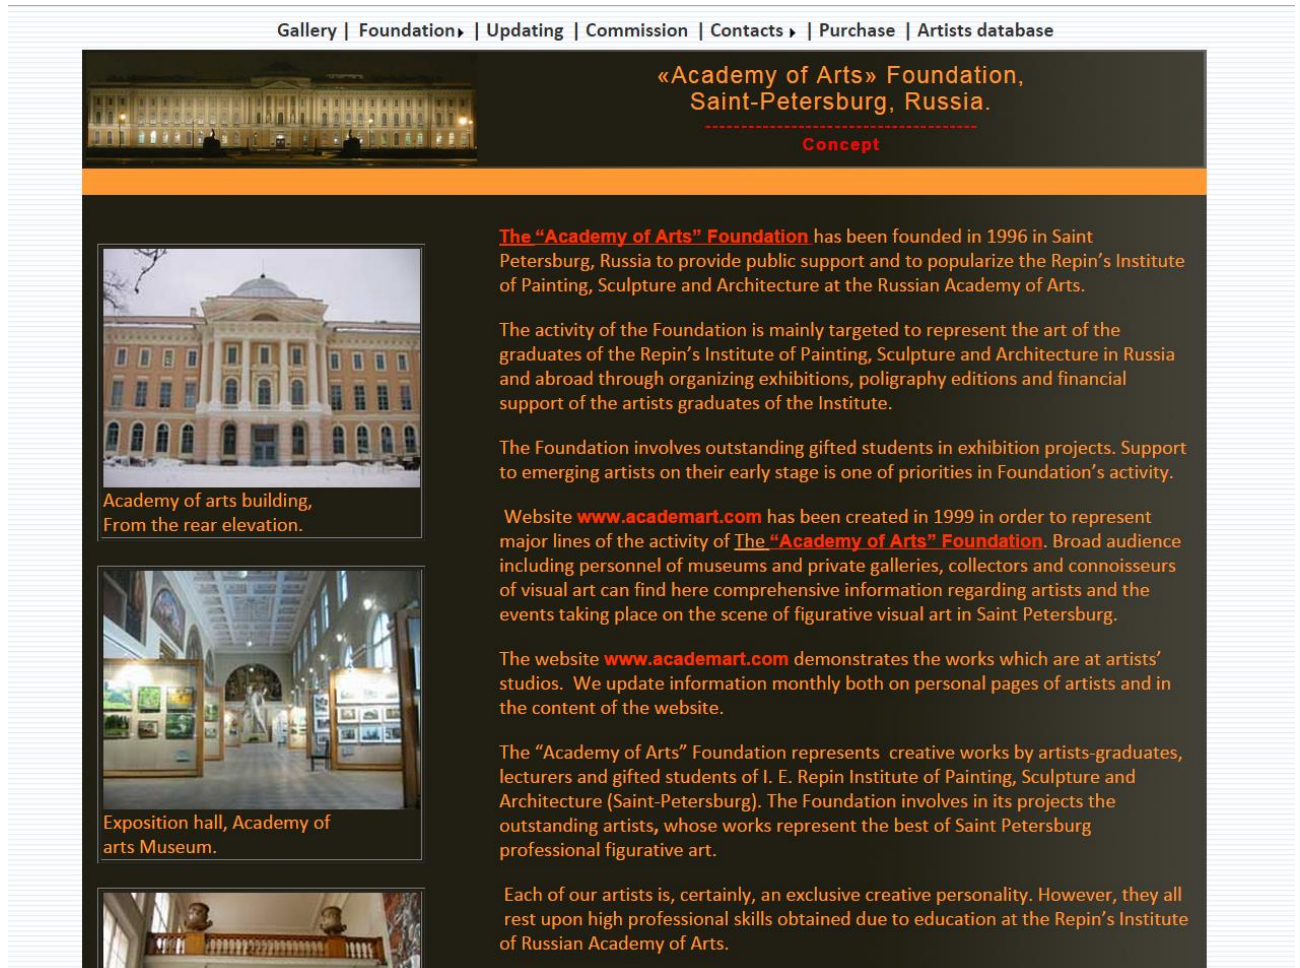 Gallery | Foundation | Updating | Commission | Contacts | Purchase | Artists database
«Academy of Arts» Foundation,
Saint-Petersburg, Russia.
--------------------------------------
Concept
Academy of arts building,
From the rear elevation.
Exposition hall, Academy of
arts Museum.
The “Academy of Arts” Foundation has been founded in 1996 in Saint
Petersburg, Russia to provide public support and to popularize the Repin’s Institute
of Painting, Sculpture and Architecture at the Russian Academy of Arts.
The activity of the Foundation is mainly targeted to represent the art of the
graduates of the Repin’s Institute of Painting, Sculpture and Architecture in Russia
and abroad through organizing exhibitions, poligraphy editions and financial
support of the artists graduates of the Institute.
The Foundation involves outstanding gifted students in exhibition projects. Support
to emerging artists on their early stage is one of priorities in Foundation’s activity.
Website www.academart.com has been created in 1999 in order to represent
major lines of the activity of The “Academy of Arts” Foundation. Broad audience
including personnel of museums and private galleries, collectors and connoisseurs
of visual art can find here comprehensive information regarding artists and the
events taking place on the scene of figurative visual art in Saint Petersburg.
The website www.academart.com demonstrates the works which are at artists’
studios. We update information monthly both on personal pages of artists and in
the content of the website.
The “Academy of Arts” Foundation represents creative works by artists-graduates,
lecturers and gifted students of I. E. Repin Institute of Painting, Sculpture and
Architecture (Saint-Petersburg). The Foundation involves in its projects the
outstanding artists, whose works represent the best of Saint Petersburg
professional figurative art.
Each of our artists is, certainly, an exclusive creative personality. However, they all
rest upon high professional skills obtained due to education at the Repin’s Institute
of Russian Academy of Arts.